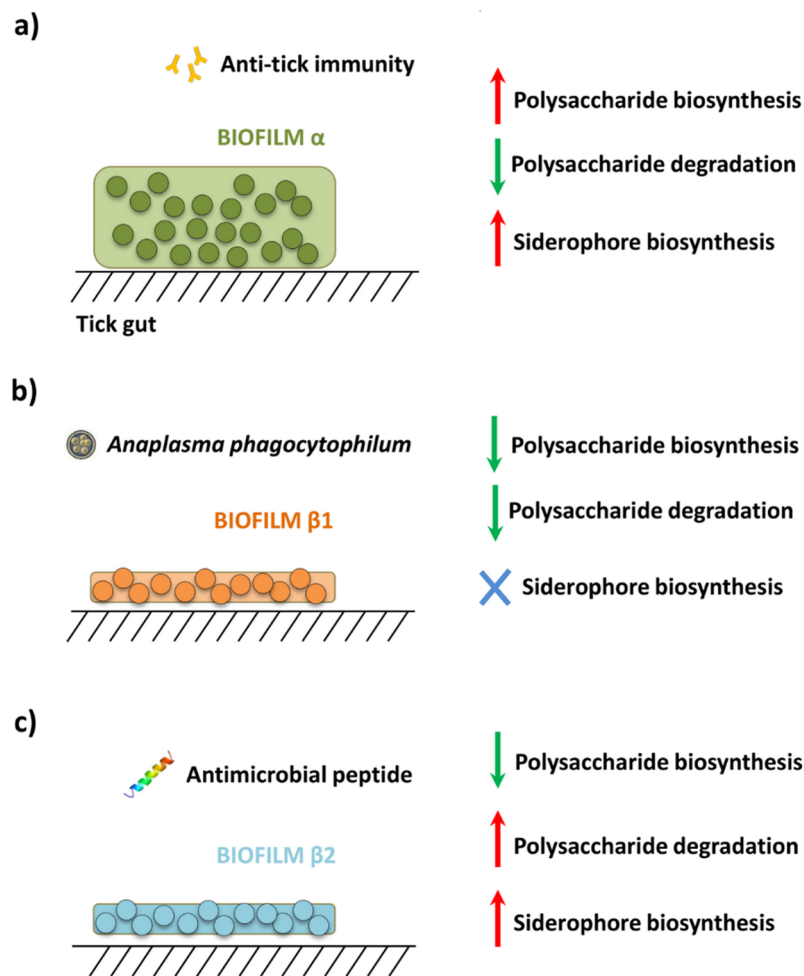 a)
Anti-tick immunity
BIOFILM α
Tick gut
Polysaccharide biosynthesis
Polysaccharide degradation
Siderophore biosynthesis
b)
Anaplasma phagocytophilum
BIOFILM β1
Polysaccharide biosynthesis
Polysaccharide degradation
Siderophore biosynthesis
c)
Antimicrobial peptide
BIOFILM β2
Polysaccharide biosynthesis
Polysaccharide degradation
Siderophore biosynthesis